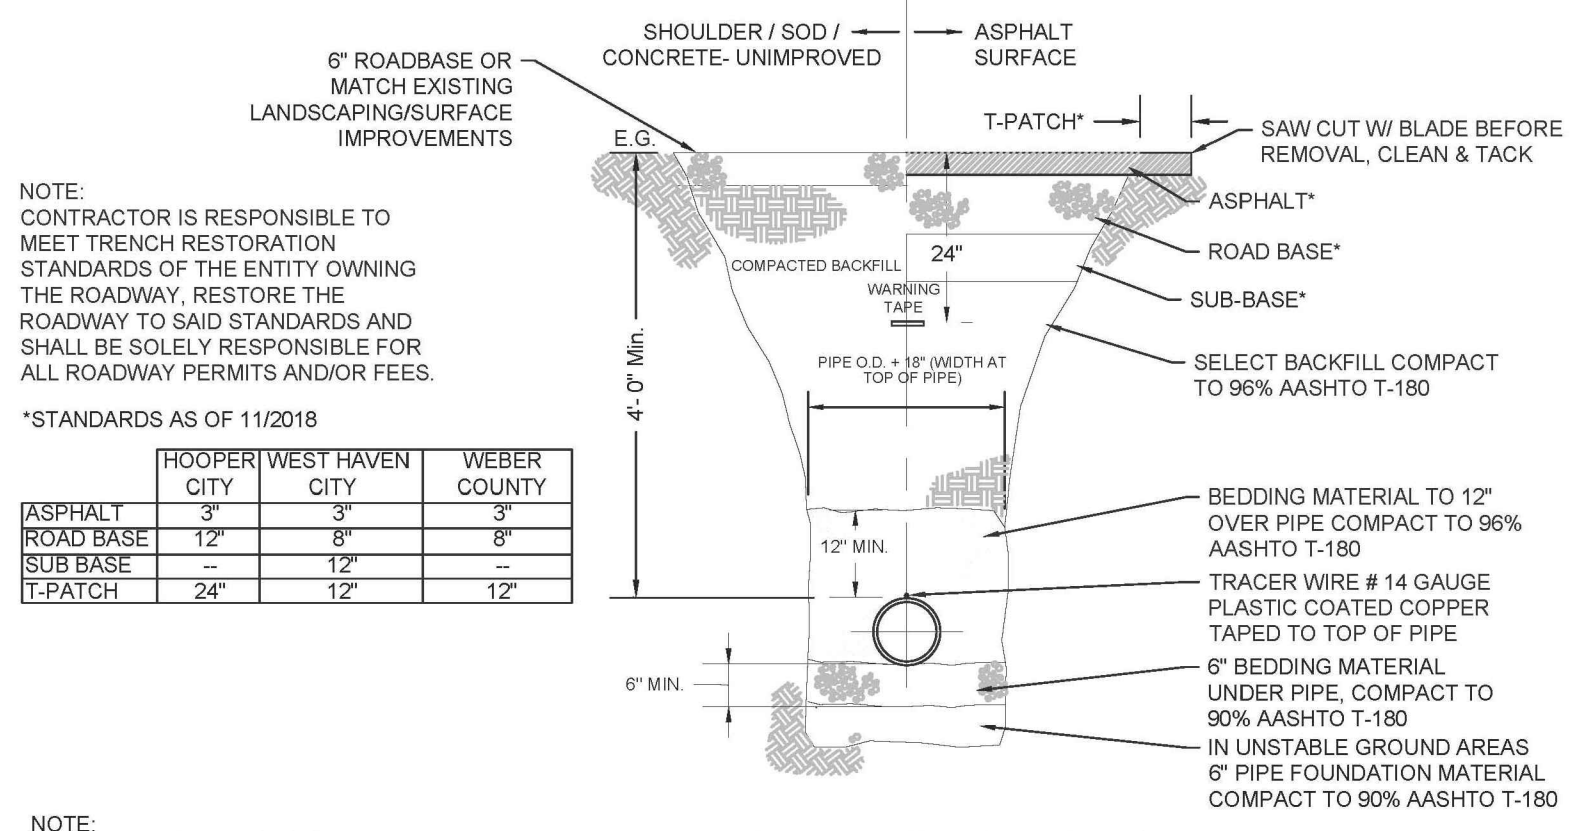 SHOULDER / SOD /
CONCRETE- UNIMPROVED
ASPHALT
SURFACE
6" ROADBASE OR
MATCH EXISTING
LANDSCAPING/SURFACE
IMPROVEMENTS
E.G.
T-PATCH*
SAW CUT W/ BLADE BEFORE
REMOVAL, CLEAN & TACK
ASPHALT*
ROAD BASE*
SUB-BASE*
SELECT BACKFILL COMPACT
TO 96% AASHTO T-180
NOTE:
CONTRACTOR IS RESPONSIBLE TO
MEET TRENCH RESTORATION
STANDARDS OF THE ENTITY OWNING
THE ROADWAY, RESTORE THE
ROADWAY TO SAID STANDARDS AND
SHALL BE SOLELY RESPONSIBLE FOR
ALL ROADWAY PERMITS AND/OR FEES.
*STANDARDS AS OF 11/2018
HOOPER CITY WEST HAVEN CITY WEBER COUNTY
ASPHALT 3" 3" 3"
ROAD BASE 12" 8" 8"
SUB BASE -- 12" --
T-PATCH 24" 12" 12"
COMPACTED BACKFILL
24"
WARNING
TAPE
4'- 0" Min.
PIPE O.D. + 18" (WIDTH AT
TOP OF PIPE)
12" MIN.
6" MIN.
BEDDING MATERIAL TO 12"
OVER PIPE COMPACT TO 96%
AASHTO T-180
TRACER WIRE # 14 GAUGE
PLASTIC COATED COPPER
TAPED TO TOP OF PIPE
6" BEDDING MATERIAL
UNDER PIPE, COMPACT TO
90% AASHTO T-180
IN UNSTABLE GROUND AREAS
6" PIPE FOUNDATION MATERIAL
COMPACT TO 90% AASHTO T-180
NOTE: